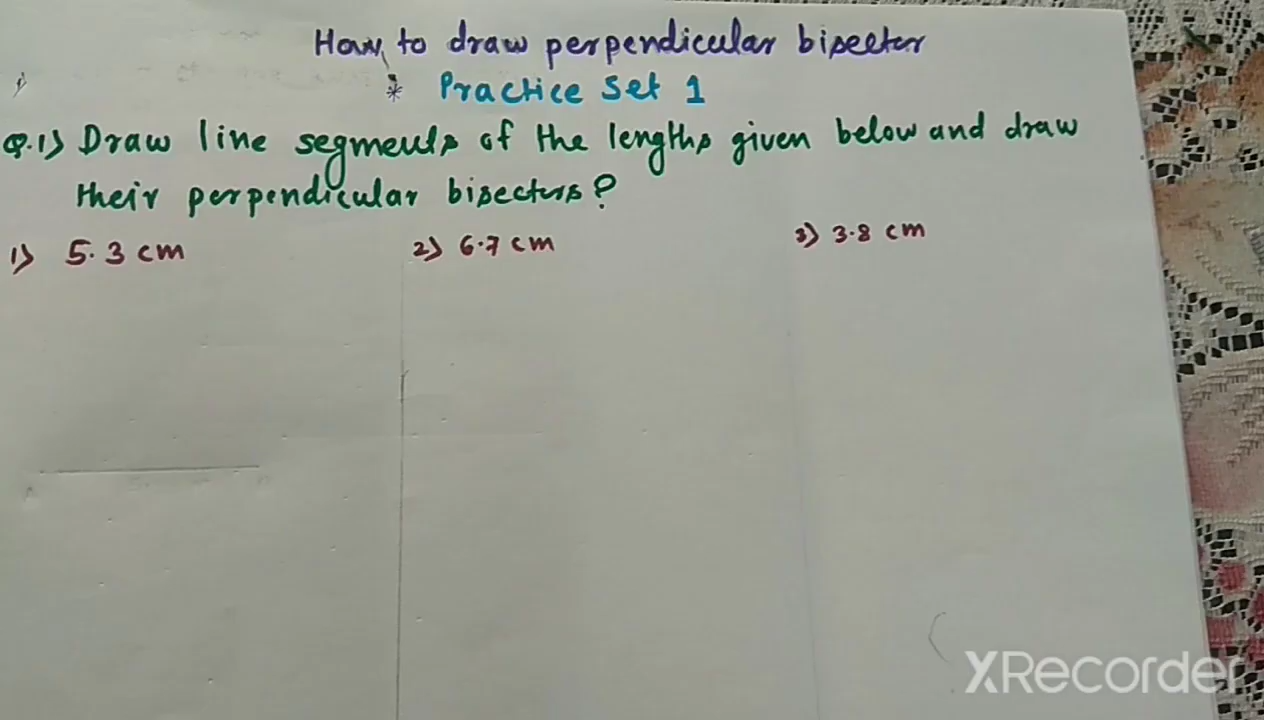 How to draw perpendicular bisector
* Practice Set 1
Q.1) Draw line segments of the lengths given below and draw
their perpendicular bisectors?
1) 5.3 cm 2) 6.7 cm 3) 3.8 cm
XRecorder